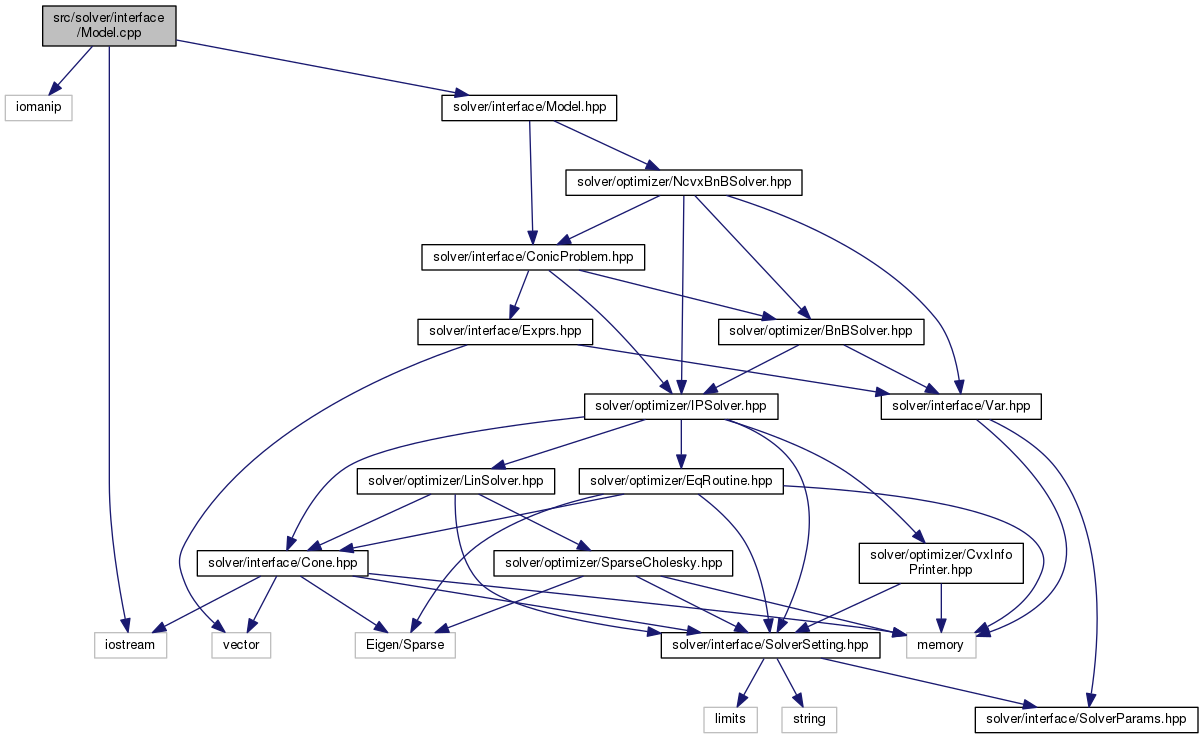 src/solver/interface
/Model.cpp
iomanip
solver/interface/Model.hpp
solver/optimizer/NcvxBnBSolver.hpp
solver/interface/ConicProblem.hpp
solver/interface/Exprs.hpp
solver/optimizer/BnBSolver.hpp
solver/optimizer/IPSolver.hpp
solver/interface/Var.hpp
solver/optimizer/LinSolver.hpp
solver/optimizer/EqRoutine.hpp
solver/interface/Cone.hpp
solver/optimizer/SparseCholesky.hpp
solver/optimizer/CvxInfo
Printer.hpp
iostream
vector
Eigen/Sparse
solver/interface/SolverSetting.hpp
memory
limits
string
solver/interface/SolverParams.hpp